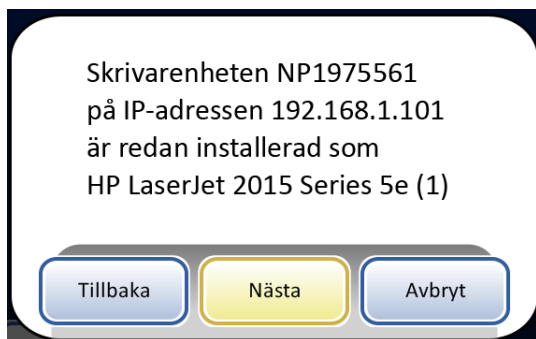 Skrivarenheten NP1975561
på IP-adressen 192.168.1.101
är redan installerad som
HP LaserJet 2015 Series 5e (1)
Tillbaka
Nästa
Avbryt